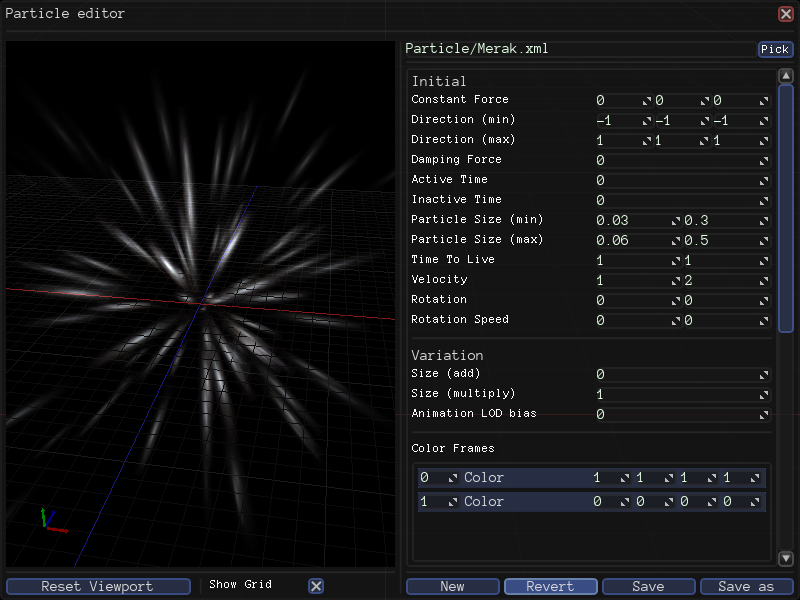 Particle editor
Particle/Merak.xml Pick
Initial
Constant Force 0 0 0
Direction (min) -1 -1 -1
Direction (max) 1 1 1
Damping Force 0
Active Time 0
Inactive Time 0
Particle Size (min) 0.03 0.3
Particle Size (max) 0.06 0.5
Time To Live 1 1
Velocity 1 2
Rotation 0 0
Rotation Speed 0 0
Variation
Size (add) 0
Size (multiply) 1
Animation LOD bias 0
Color Frames
0 Color 1 1 1 1
1 Color 0 0 0 0
Reset Viewport Show Grid New Revert Save Save as